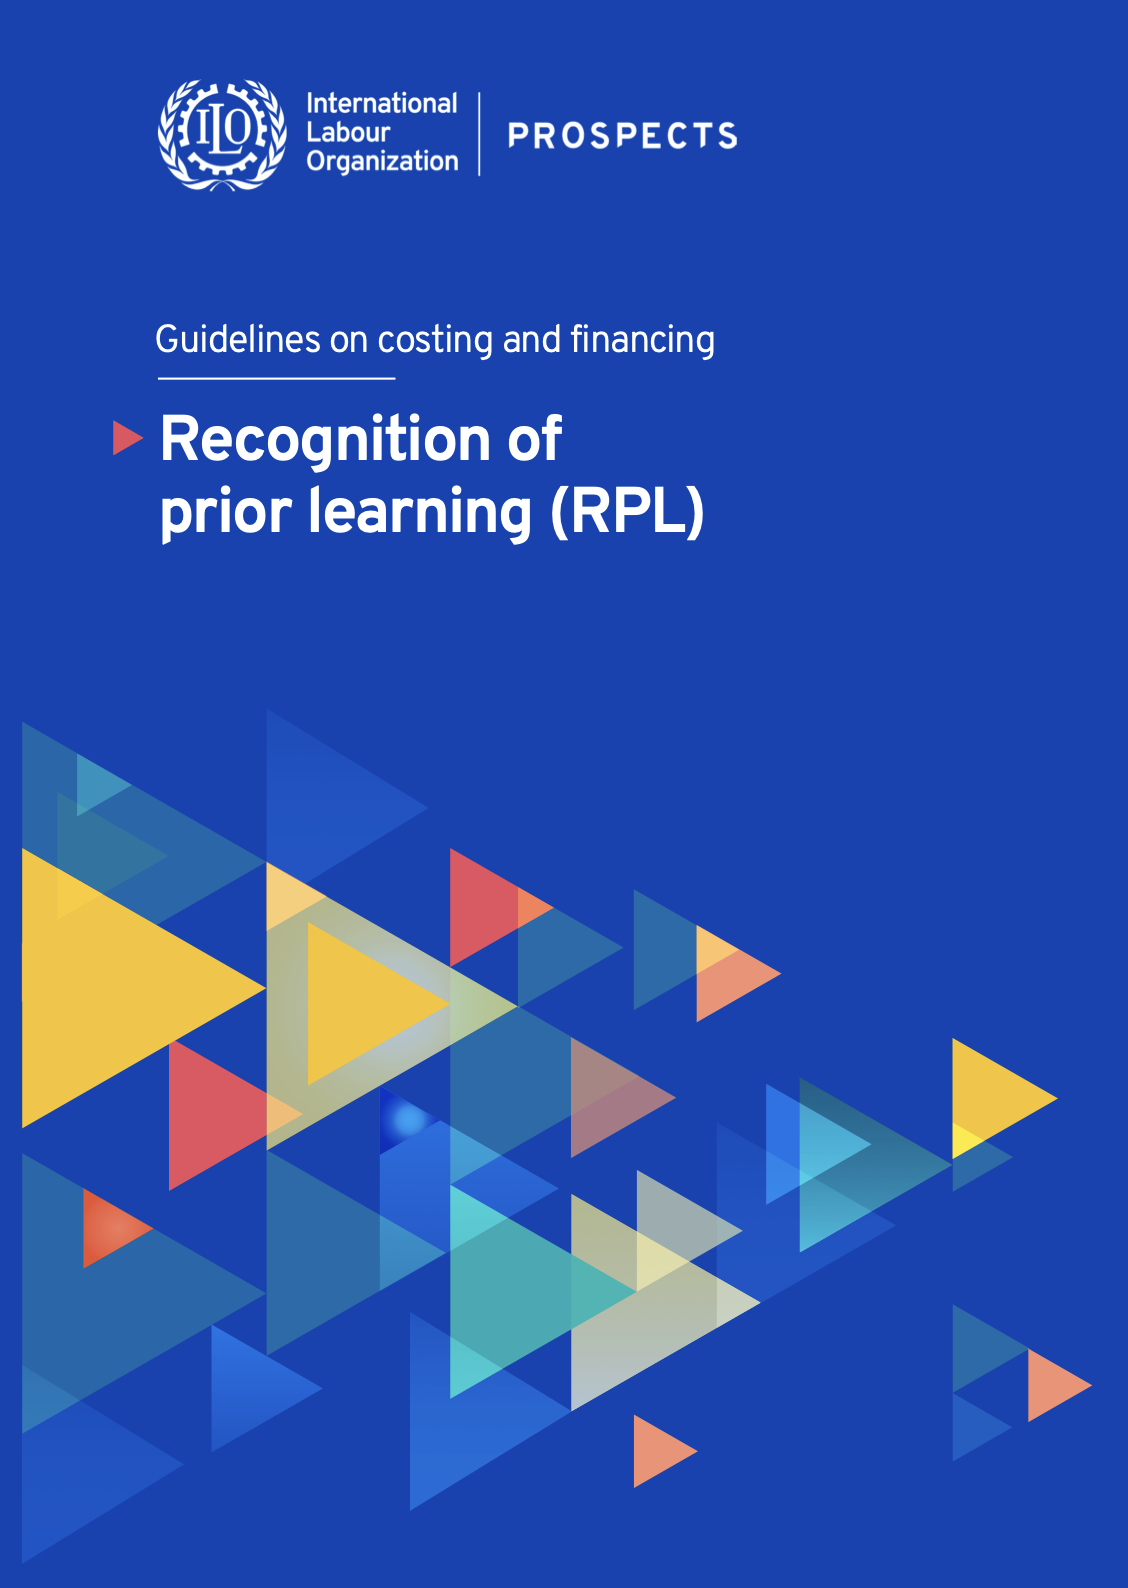 ILO
International
Labour
Organization
PROSPECTS
Guidelines on costing and financing
Recognition of
prior learning (RPL)